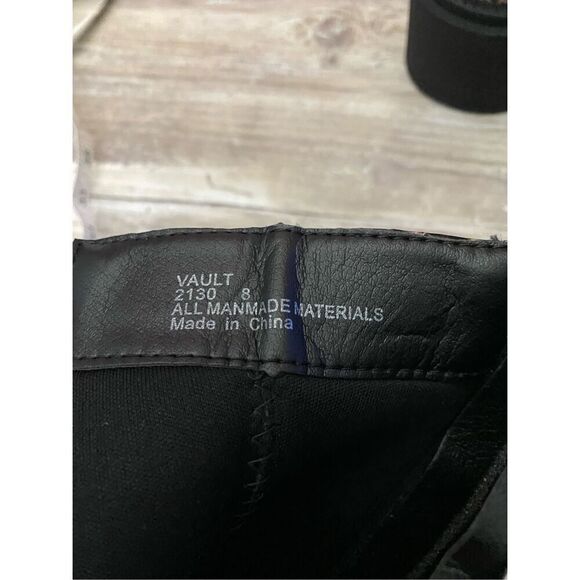 VAULT
2130 8
ALL MANMADE MATERIALS
Made in China